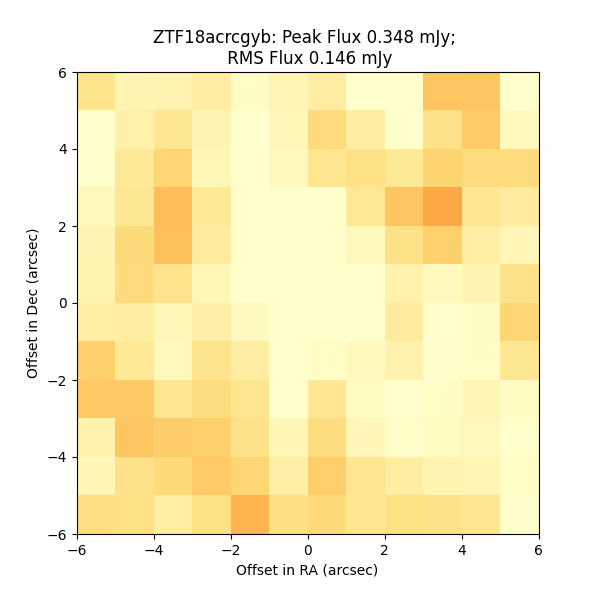 ZTF18acrcgyb: Peak Flux 0.348 mJy;
RMS Flux 0.146 mJy
6
4
2
0
−2
−4
−6
Offset in Dec (arcsec)
−6 −4 −2 0 2 4 6
Offset in RA (arcsec)